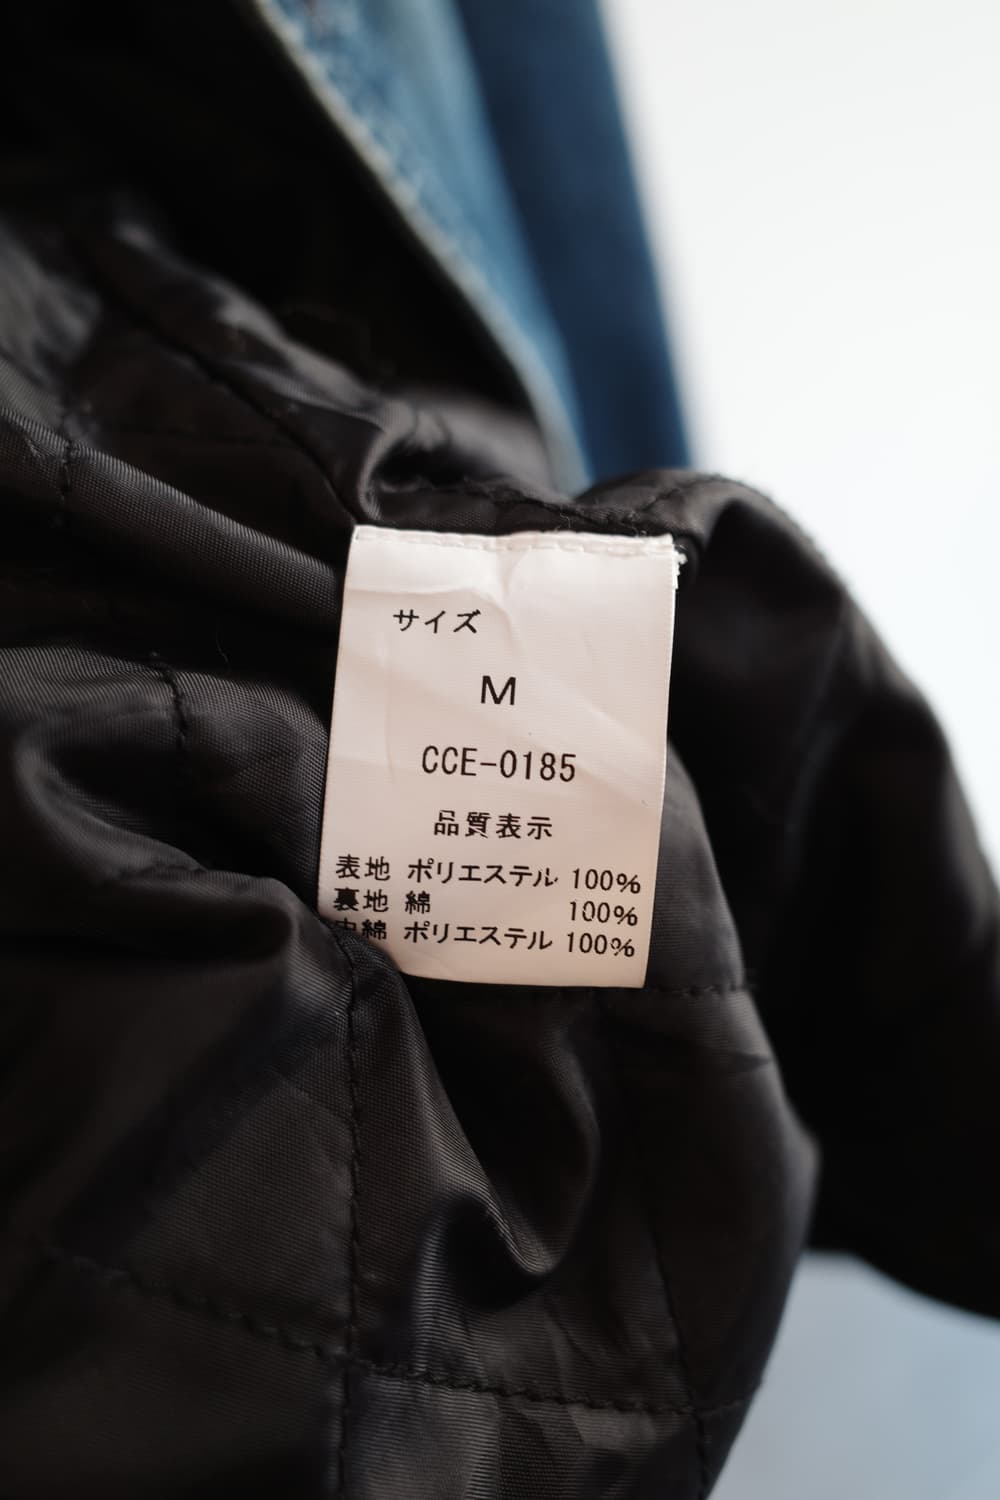 サイズ
M
CCE-0185
品質表示
表地 ポリエステル 100%
裏地 綿 100%
中綿 ポリエステル 100%